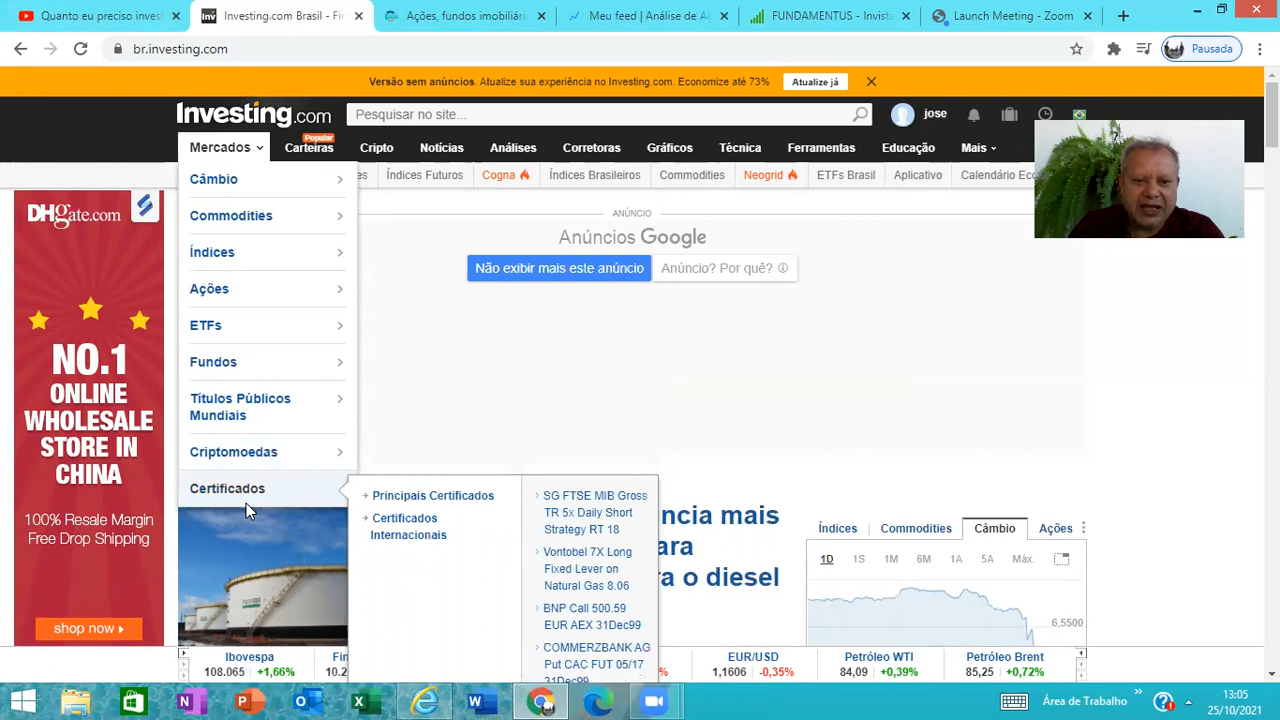 Quanto eu preciso invest
Investing.com Brasil - Fi
Ações, fundos imobiliári
Meu feed | Análise de Aç
FUNDAMENTUS - Invista
Launch Meeting - Zoom
br.investing.com
Pausada
Versão sem anúncios. Atualize sua experiência no Investing.com. Economize até 73%
Atualize já
Investing.com
Pesquisar no site...
jose
Popular
Mercados
Carteiras
Cripto
Notícias
Análises
Corretoras
Gráficos
Técnica
Ferramentas
Educação
Mais
Índices Futuros
Cogna
Índices Brasileiros
Commodities
Neogrid
ETFs Brasil
Aplicativo
Calendário Eco
Câmbio
Commodities
Índices
Ações
ETFs
Fundos
Títulos Públicos
Mundiais
Criptomoedas
Certificados
Principais Certificados
Certificados
Internacionais
SG FTSE MIB Gross
TR 5x Daily Short
Strategy RT 18
Vontobel 7X Long
Fixed Lever on
Natural Gas 8.06
BNP Call 500.59
EUR AEX 31Dec99
COMMERZBANK AG
Put CAC FUT 05/17
31Dec99
DHgate.com
NO.1
ONLINE
WHOLESALE
STORE IN
CHINA
100% Resale Margin
Free Drop Shipping
shop now
ANÚNCIO
Anúncios Google
Não exibir mais este anúncio
Anúncio? Por quê?
ncia mais
ara
ra o diesel
Índices
Commodities
Câmbio
Ações
1D
1S
1M
6M
1A
5A
Máx.
6,5500
Ibovespa
108.065 +1,66%
EUR/USD
1,1606 -0,35%
Petróleo WTI
84,09 +0,39%
Petróleo Brent
85,25 +0,72%
Área de Trabalho
13:05
25/10/2021